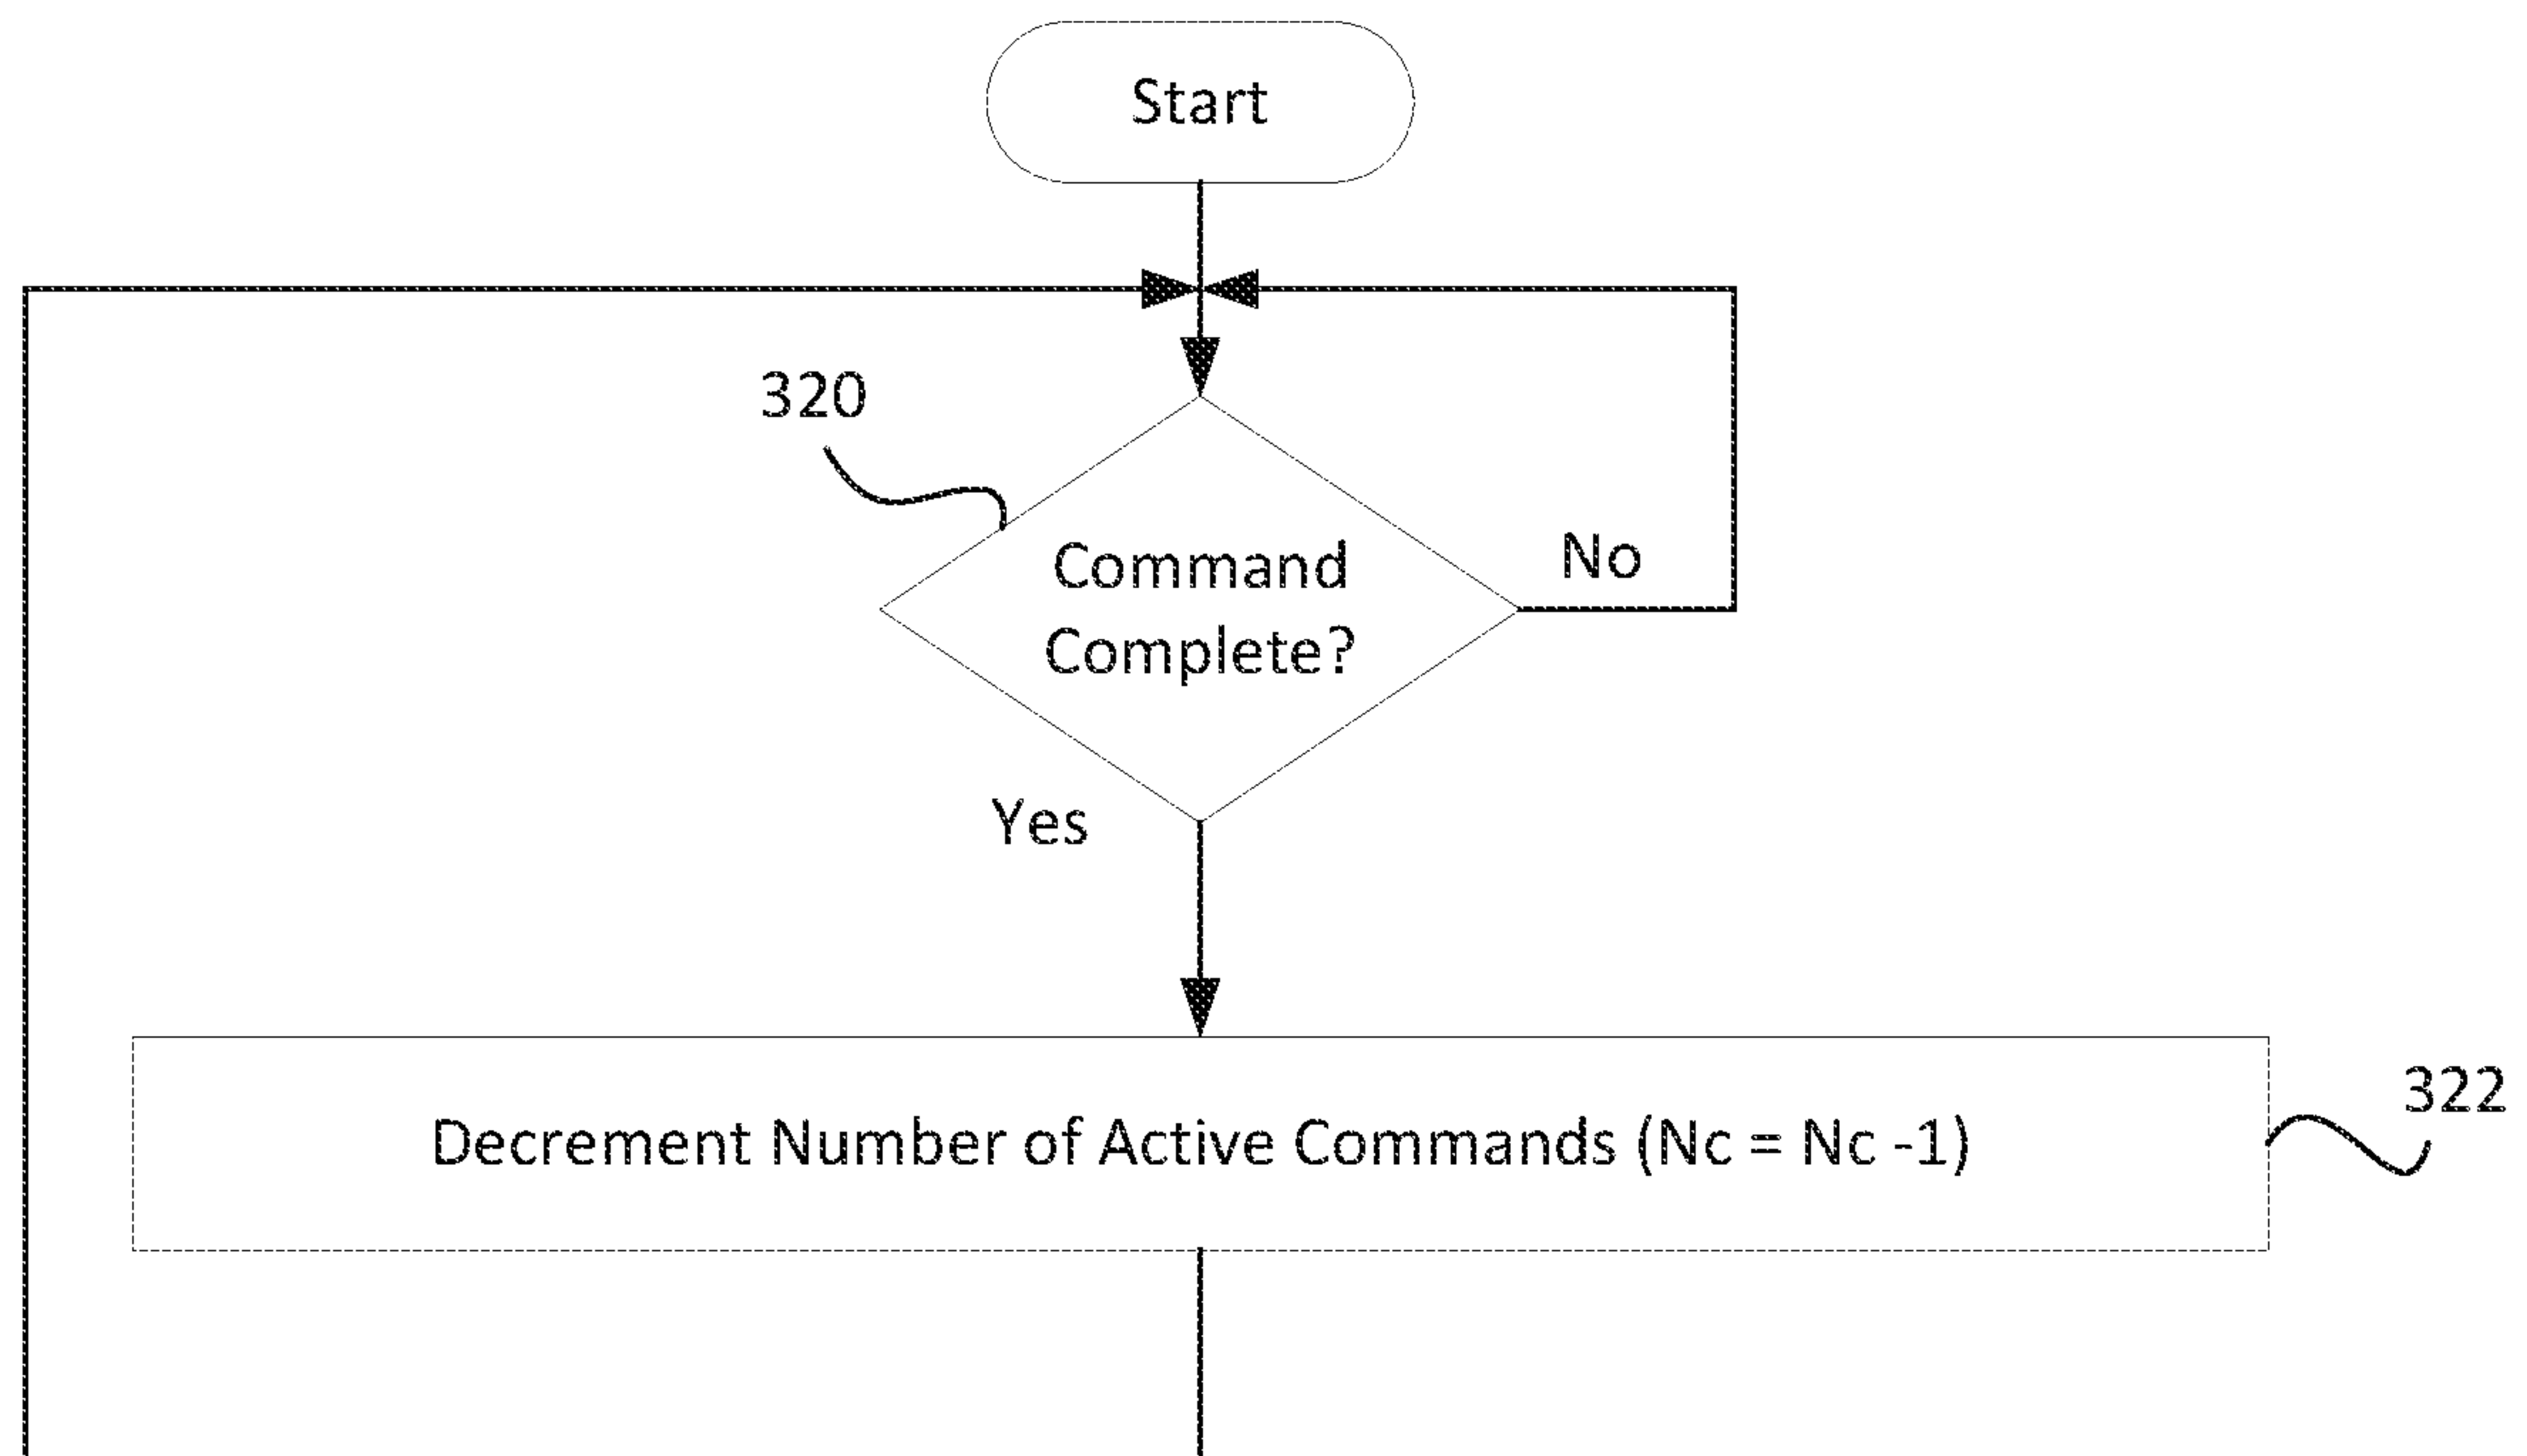 Start
320
Command
Complete?
No
Yes
Decrement Number of Active Commands (Nc = Nc -1)
322